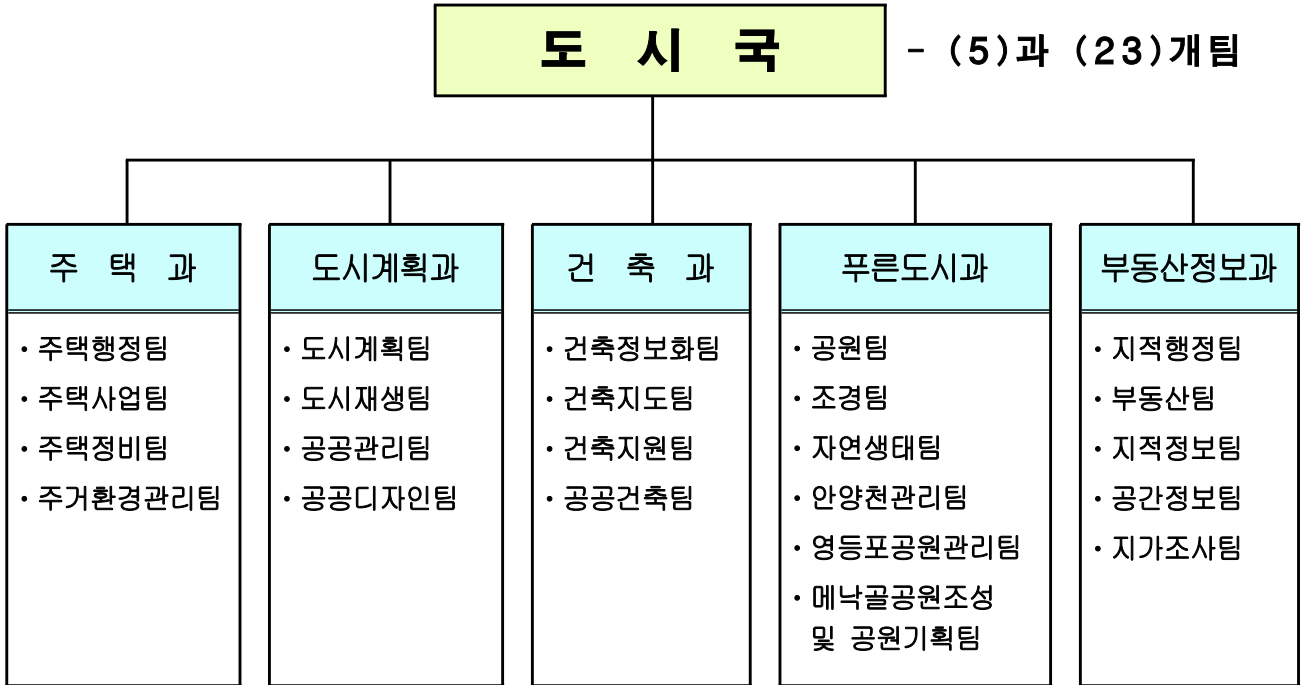 도 시 국 - (5)과 (23)개팀
주 택 과
· 주택행정팀
· 주택사업팀
· 주택정비팀
· 주거환경관리팀
도시계획과
· 도시계획팀
· 도시재생팀
· 공공관리팀
· 공공디자인팀
건 축 과
· 건축정보화팀
· 건축지도팀
· 건축지원팀
· 공공건축팀
푸른도시과
· 공원팀
· 조경팀
· 자연생태팀
· 안양천관리팀
· 영등포공원관리팀
· 메낙골공원조성
및 공원기획팀
부동산정보과
· 지적행정팀
· 부동산팀
· 지적정보팀
· 공간정보팀
· 지가조사팀